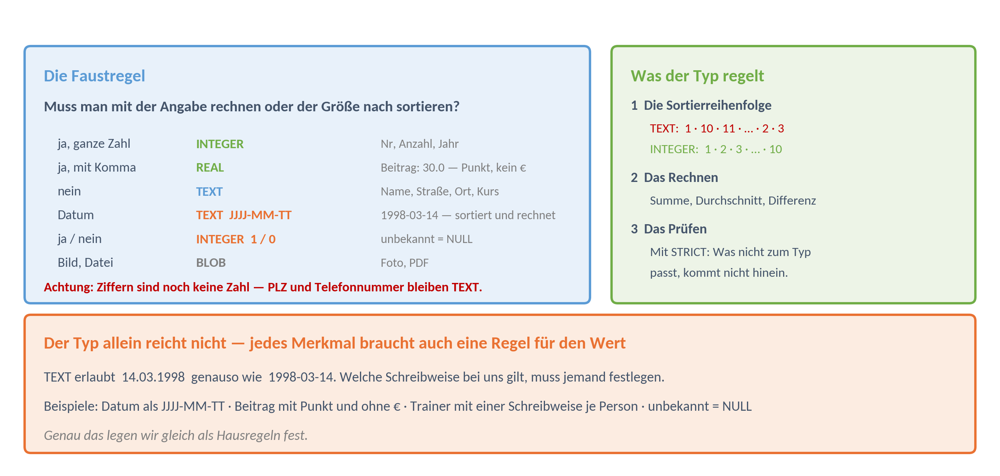 Die Faustregel
Muss man mit der Angabe rechnen oder der Größe nach sortieren?
ja, ganze Zahl INTEGER Nr, Anzahl, Jahr
ja, mit Komma REAL Beitrag: 30.0 — Punkt, kein €
nein TEXT Name, Straße, Ort, Kurs
Datum TEXT JJJJ-MM-TT 1998-03-14 — sortiert und rechnet
ja / nein INTEGER 1 / 0 unbekannt = NULL
Bild, Datei BLOB Foto, PDF
Achtung: Ziffern sind noch keine Zahl — PLZ und Telefonnummer bleiben TEXT.
Was der Typ regelt
1 Die Sortierreihenfolge
TEXT: 1 · 10 · 11 · … · 2 · 3
INTEGER: 1 · 2 · 3 · … · 10
2 Das Rechnen
Summe, Durchschnitt, Differenz
3 Das Prüfen
Mit STRICT: Was nicht zum Typ
passt, kommt nicht hinein.
Der Typ allein reicht nicht — jedes Merkmal braucht auch eine Regel für den Wert
TEXT erlaubt 14.03.1998 genauso wie 1998-03-14. Welche Schreibweise bei uns gilt, muss jemand festlegen.
Beispiele: Datum als JJJJ-MM-TT · Beitrag mit Punkt und ohne € · Trainer mit einer Schreibweise je Person · unbekannt = NULL
Genau das legen wir gleich als Hausregeln fest.